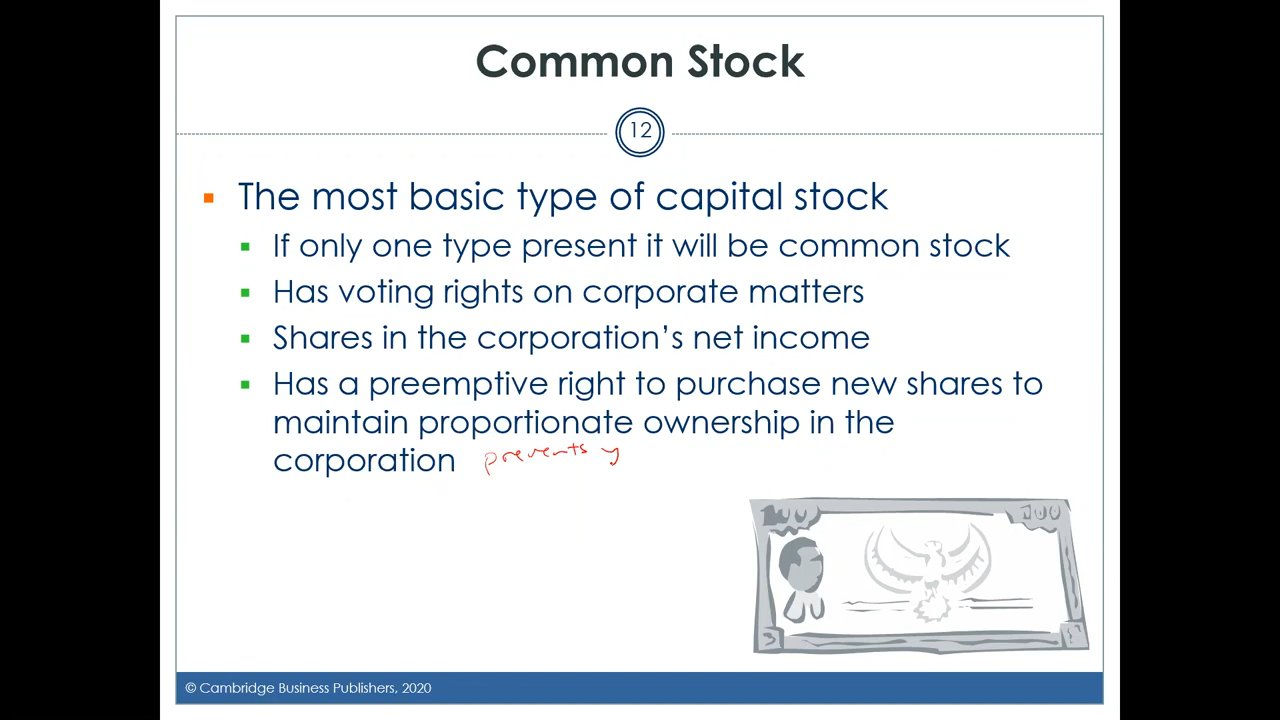 Common Stock
12
The most basic type of capital stock
If only one type present it will be common stock
Has voting rights on corporate matters
Shares in the corporation’s net income
Has a preemptive right to purchase new shares to
maintain proportionate ownership in the
corporation prevents y
© Cambridge Business Publishers, 2020